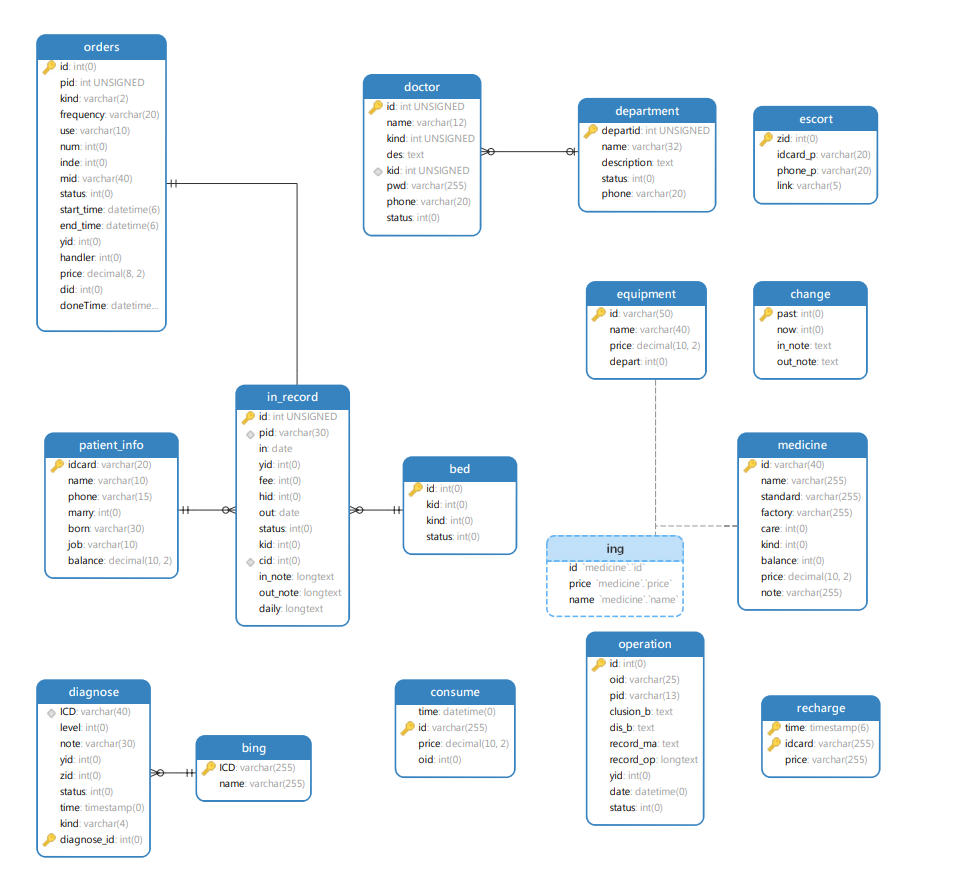 orders
id: int(0)
pid: int UNSIGNED
kind: varchar(2)
frequency: varchar(20)
use: varchar(10)
num: int(0)
inde: int(0)
mid: varchar(40)
status: int(0)
start_time: datetime(6)
end_time: datetime(6)
yid: int(0)
handler: int(0)
price: decimal(8, 2)
did: int(0)
doneTime: datetime...
doctor
id: int UNSIGNED
name: varchar(12)
kind: int UNSIGNED
des: text
kid: int UNSIGNED
pwd: varchar(255)
phone: varchar(20)
status: int(0)
department
departid: int UNSIGNED
name: varchar(32)
description: text
status: int(0)
phone: varchar(20)
escort
zid: int(0)
idcard_p: varchar(20)
phone_p: varchar(20)
link: varchar(5)
equipment
id: varchar(50)
name: varchar(40)
price: decimal(10, 2)
depart: int(0)
change
past: int(0)
now: int(0)
in_note: text
out_note: text
in_record
id: int UNSIGNED
pid: varchar(30)
in: date
yid: int(0)
fee: int(0)
hid: int(0)
out: date
status: int(0)
kid: int(0)
cid: int(0)
in_note: longtext
out_note: longtext
daily: longtext
patient_info
idcard: varchar(20)
name: varchar(10)
phone: varchar(15)
marry: int(0)
born: varchar(30)
job: varchar(10)
balance: decimal(10, 2)
bed
id: int(0)
kid: int(0)
kind: int(0)
status: int(0)
medicine
id: varchar(40)
name: varchar(255)
standard: varchar(255)
factory: varchar(255)
care: int(0)
kind: int(0)
balance: int(0)
price: decimal(10, 2)
note: varchar(255)
ing
id `medicine`.`id`
price `medicine`.`price`
name `medicine`.`name`
operation
id: int(0)
oid: varchar(25)
pid: varchar(13)
clusion_b: text
dis_b: text
record_ma: text
record_op: longtext
yid: int(0)
date: datetime(0)
status: int(0)
diagnose
ICD: varchar(40)
level: int(0)
note: varchar(30)
yid: int(0)
zid: int(0)
status: int(0)
time: timestamp(0)
kind: varchar(4)
diagnose_id: int(0)
bing
ICD: varchar(255)
name: varchar(255)
consume
time: datetime(0)
id: varchar(255)
price: decimal(10, 2)
oid: int(0)
recharge
time: timestamp(6)
idcard: varchar(255)
price: varchar(255)